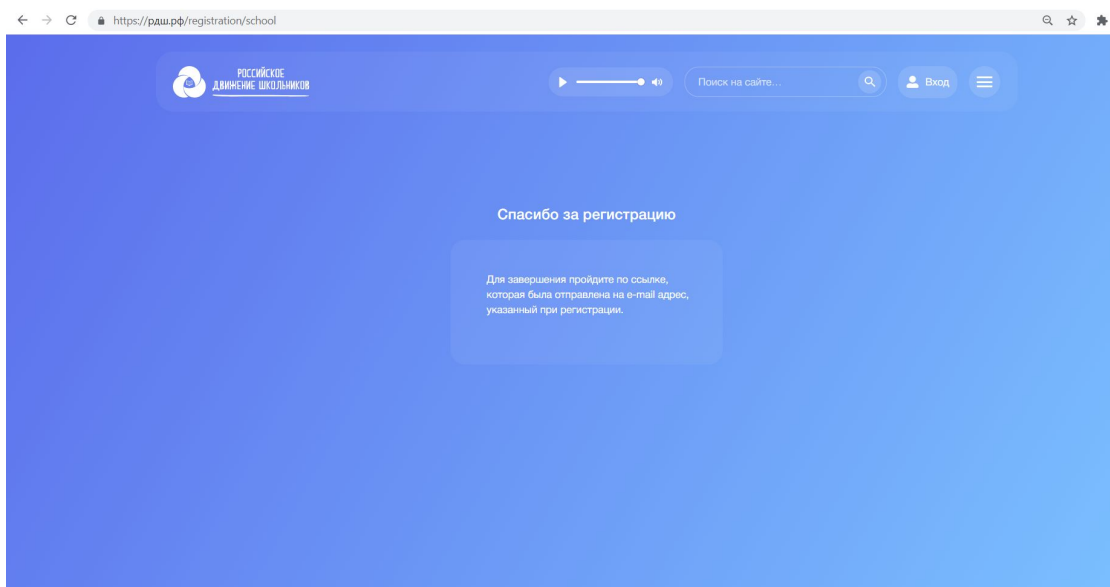 https://рдш.рф/registration/school
РОССИЙСКОЕ
ДВИЖЕНИЕ ШКОЛЬНИКОВ
Поиск на сайте...
Вход
Спасибо за регистрацию
Для завершения пройдите по ссылке,
которая была отправлена на e-mail адрес,
указанный при регистрации.